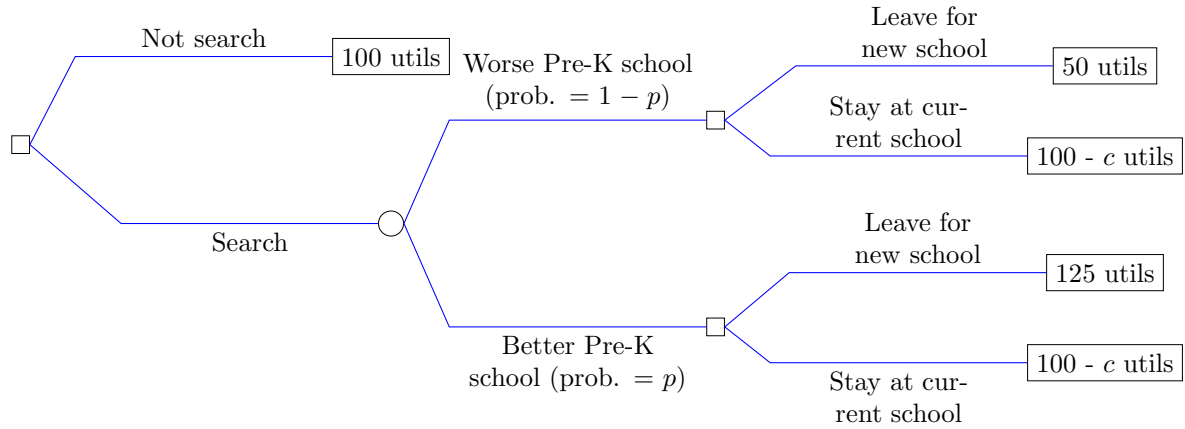 Not search
100 utils
Search
Worse Pre-K school
(prob. = 1 − p)
Better Pre-K
school (prob. = p)
Leave for
new school
50 utils
Stay at cur-
rent school
100 - c utils
Leave for
new school
125 utils
Stay at cur-
rent school
100 - c utils